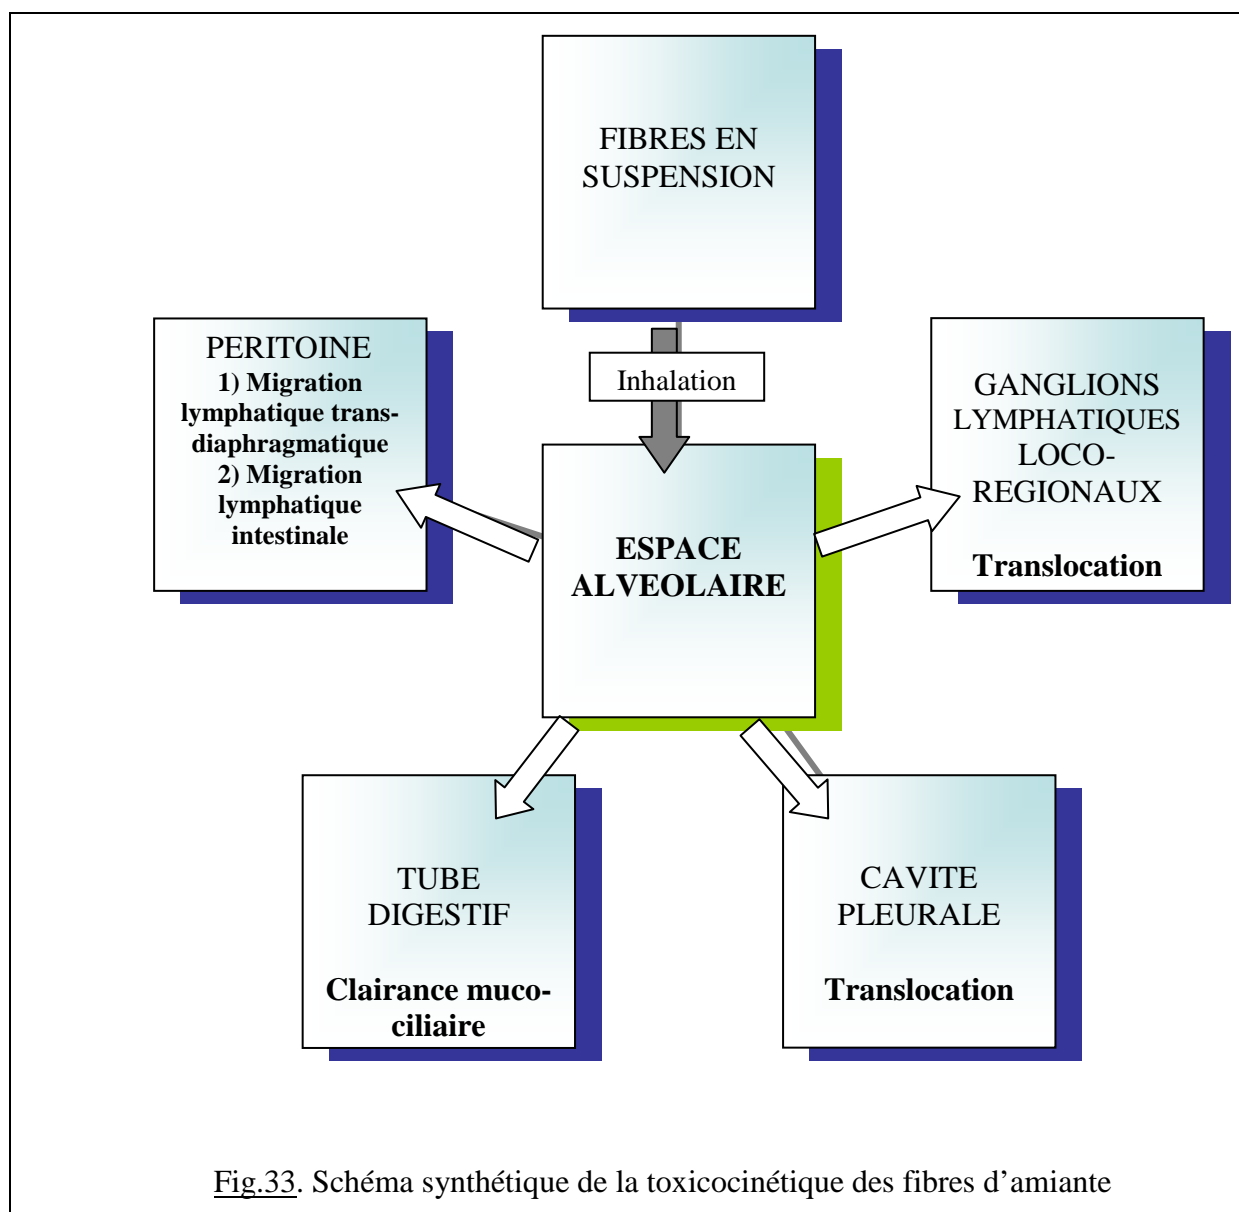 FIBRES EN
SUSPENSION
Inhalation
PERITOINE
1) Migration
lymphatique trans-
diaphragmatique
2) Migration
lymphatique
intestinale
GANGLIONS
LYMPHATIQUES
LOCO-
REGIONAUX
Translocation
ESPACE
ALVEOLAIRE
TUBE
DIGESTIF
Clairance muco-
ciliaire
CAVITE
PLEURALE
Translocation
Fig.33. Schéma synthétique de la toxicocinétique des fibres d’amiante